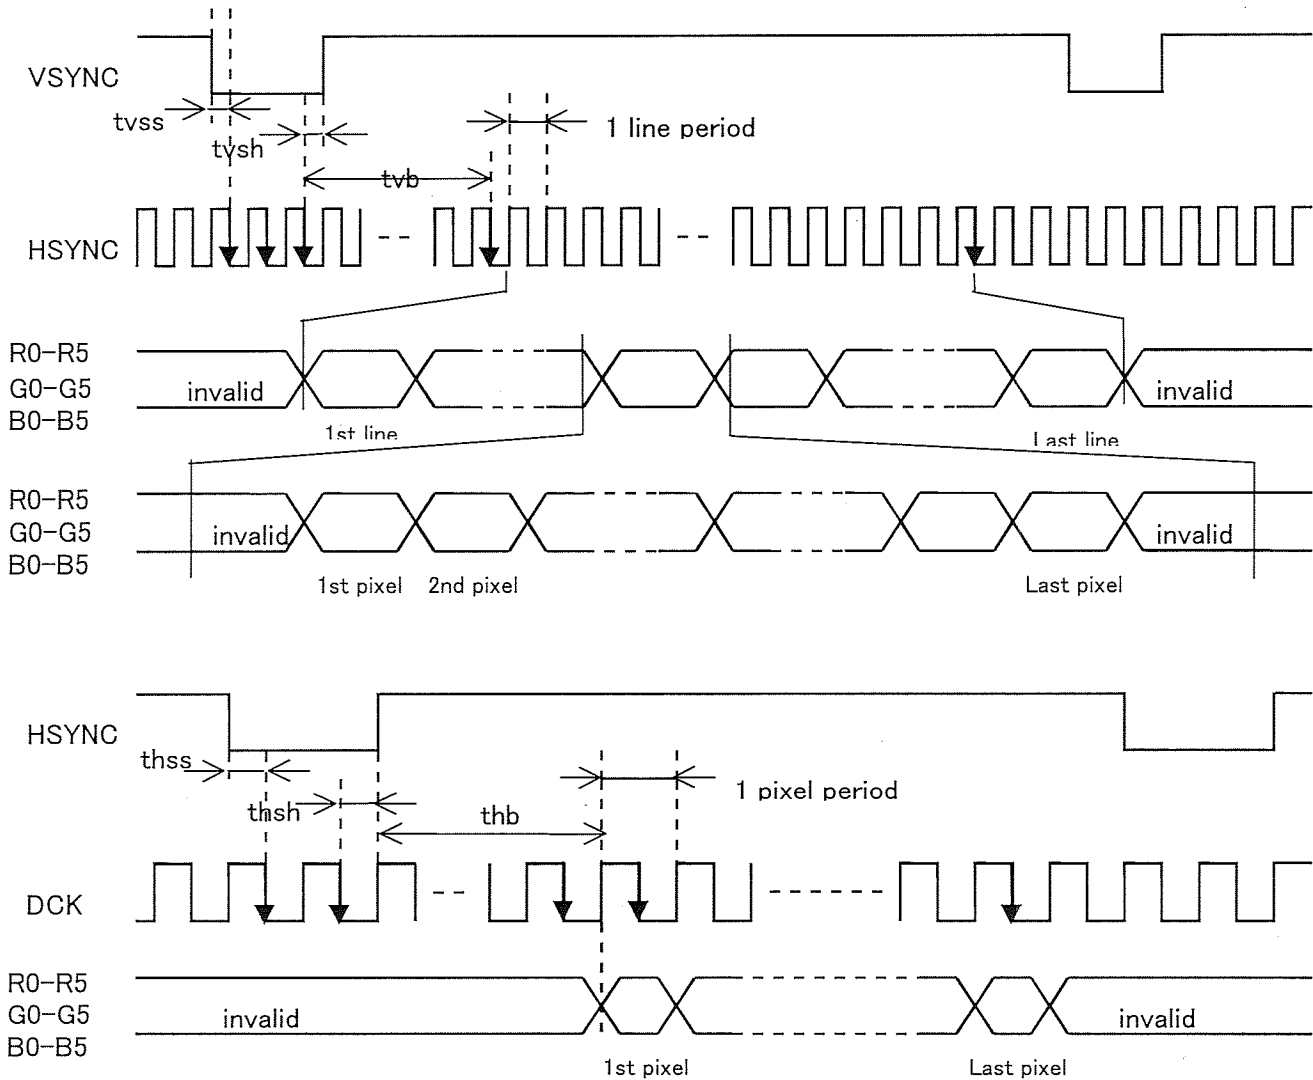 VSYNC
tvss
tvsh
1 line period
tvb
HSYNC
R0-R5
G0-G5
B0-B5
invalid
invalid
1st line
Last line
R0-R5
G0-G5
B0-B5
invalid
invalid
1st pixel
2nd pixel
Last pixel
HSYNC
thss
thsh
thb
1 pixel period
DCK
R0-R5
G0-G5
B0-B5
invalid
invalid
1st pixel
Last pixel